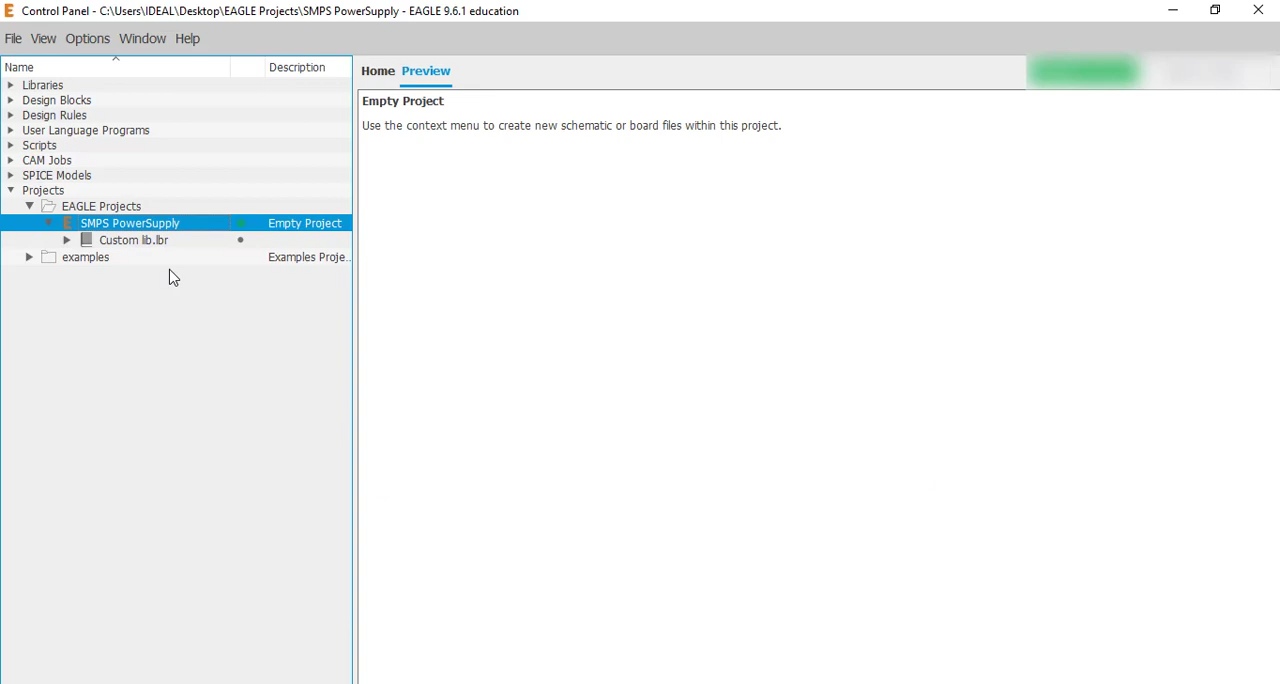 Control Panel - C:\Users\IDEAL\Desktop\EAGLE Projects\SMPS PowerSupply - EAGLE 9.6.1 education
File View Options Window Help
Name Description
Libraries
Design Blocks
Design Rules
User Language Programs
Scripts
CAM Jobs
SPICE Models
Projects
EAGLE Projects
SMPS PowerSupply Empty Project
Custom lib.lbr
examples Examples Proje..
Home Preview
Empty Project
Use the context menu to create new schematic or board files within this project.